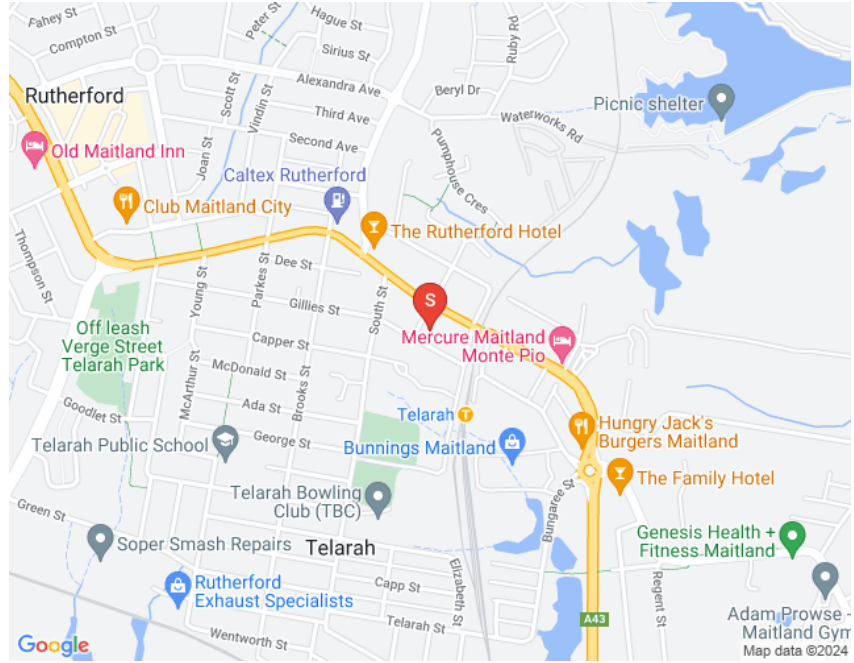 Fahey St
Compton St
Peter St
Hague St
Sirius St
Ruby Rd
Alexandra Ave
Beryl Dr
Picnic shelter
Rutherford
Scott St
Vindin St
Third Ave
Waterworks Rd
Second Ave
Old Maitland Inn
Joan St
Pumphouse Cres
Caltex Rutherford
Club Maitland City
The Rutherford Hotel
Thompson St
Dee St
Young St
Parkes St
South St
Gillies St
S
Off leash
Verge Street
Telarah Park
Capper St
Mercure Maitland
Monte Pio
McDonald St
McArthur St
Brooks St
Ada St
Goodlet St
Telarah
T
Hungry Jack's
Burgers Maitland
George St
Telarah Public School
Bunnings Maitland
The Family Hotel
Telarah Bowling
Club (TBC)
Bungaree St
Green St
Genesis Health +
Fitness Maitland
Soper Smash Repairs
Telarah
Rutherford
Exhaust Specialists
Capp St
Elizabeth St
Regent St
Adam Prowse -
Maitland Gym
Telarah St
A43
Wentworth St
Google
Map data ©2024